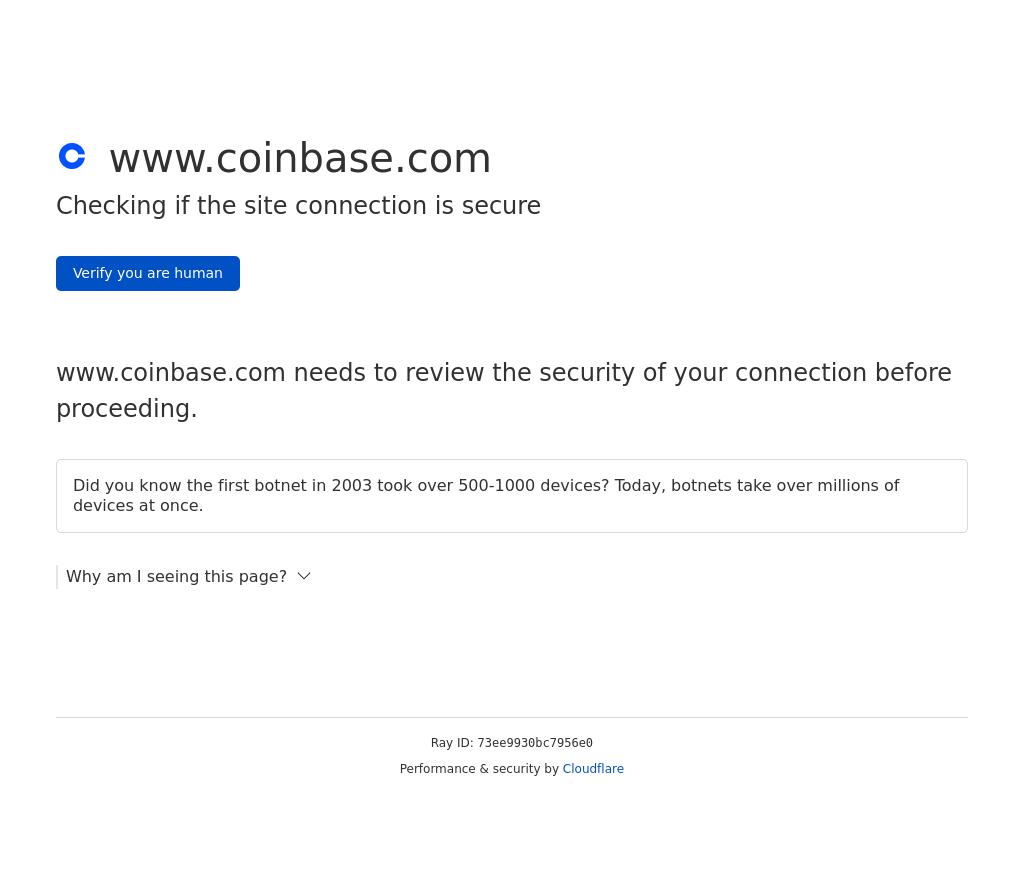 www.coinbase.com
Checking if the site connection is secure
Verify you are human
www.coinbase.com needs to review the security of your connection before
proceeding.
Did you know the first botnet in 2003 took over 500-1000 devices? Today, botnets take over millions of
devices at once.
Why am I seeing this page?
Ray ID: 73ee9930bc7956e0
Performance & security by Cloudflare